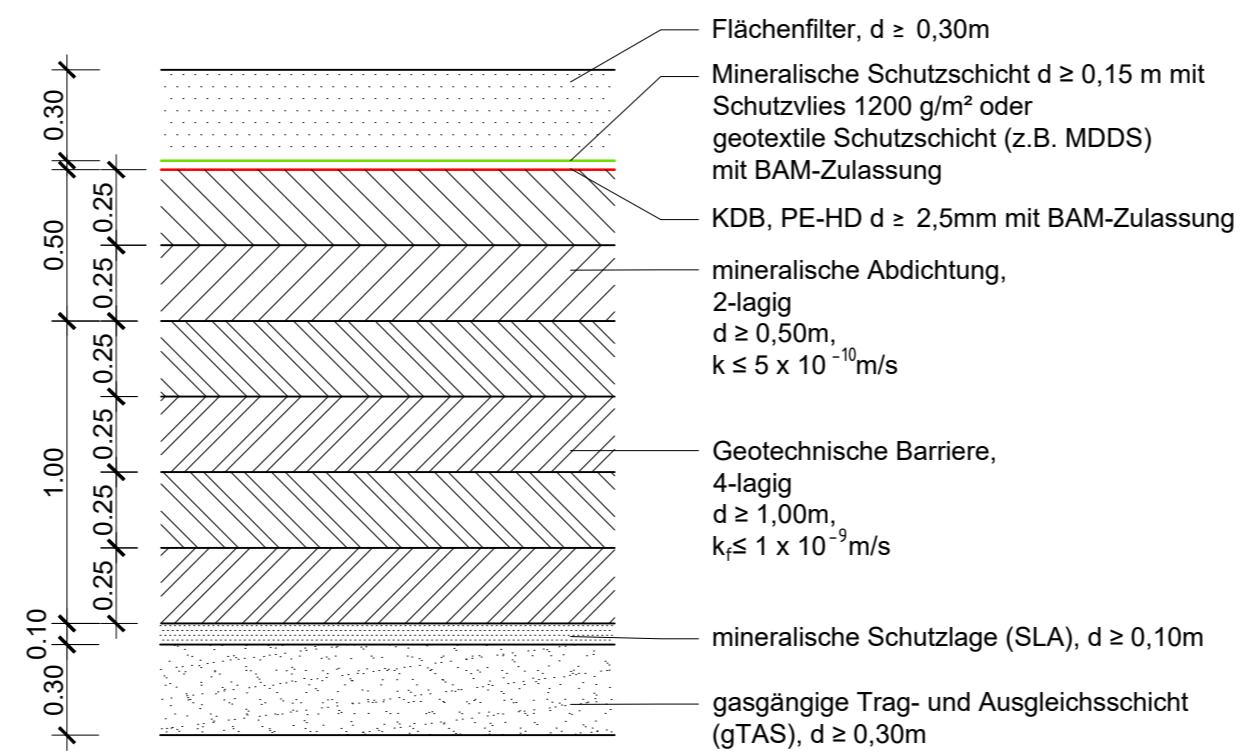 Flächenfilter, d ≥ 0,30m
Mineralische Schutzschicht d ≥ 0,15 m mit
Schutzvlies 1200 g/m² oder
geotextile Schutzschicht (z.B. MDDS)
mit BAM-Zulassung
KDB, PE-HD d ≥ 2,5mm mit BAM-Zulassung
mineralische Abdichtung,
2-lagig
d ≥ 0,50m,
k ≤ 5 x 10⁻¹⁰m/s
Geotechnische Barriere,
4-lagig
d ≥ 1,00m,
k_f≤ 1 x 10⁻⁹m/s
mineralische Schutzlage (SLA), d ≥ 0,10m
gasgängige Trag- und Ausgleichsschicht
(gTAS), d ≥ 0,30m
0.30
0.50
1.00
0.10
0.30
0.25
0.25
0.25
0.25
0.25
0.25